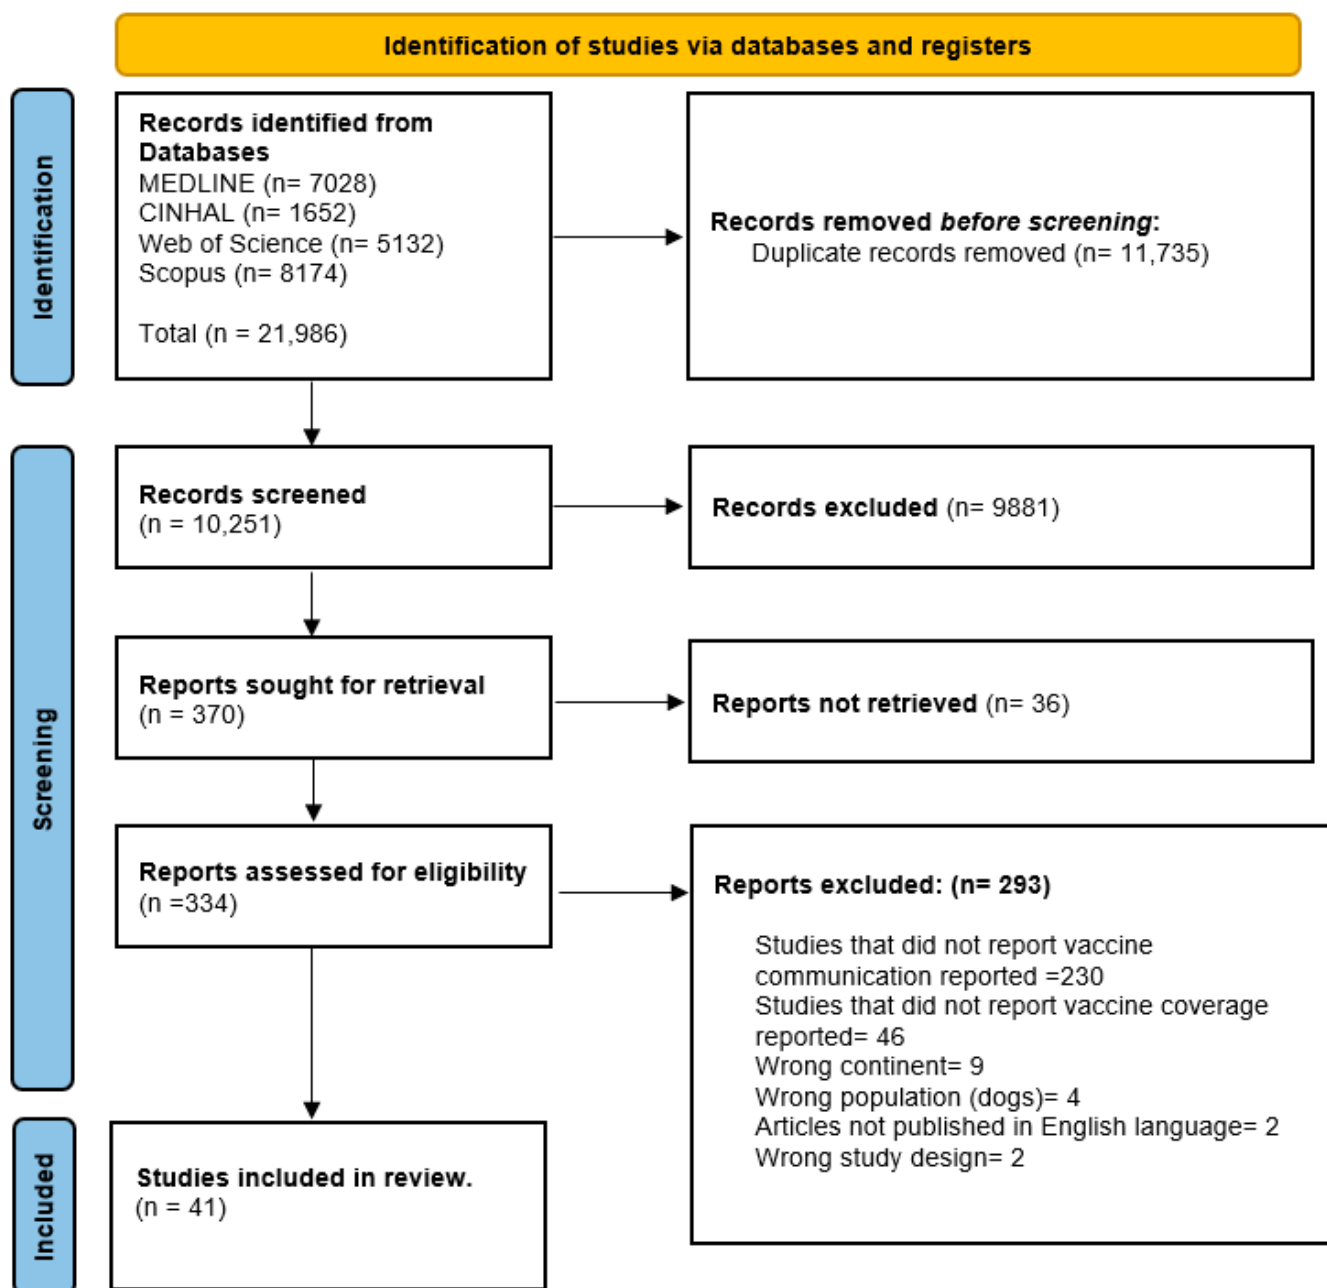 Identification of studies via databases and registers
Identification
Records identified from
Databases
MEDLINE (n= 7028)
CINHAL (n= 1652)
Web of Science (n= 5132)
Scopus (n= 8174)
Total (n = 21,986)
Records removed before screening:
Duplicate records removed (n= 11,735)
Screening
Records screened
(n = 10,251)
Records excluded (n= 9881)
Reports sought for retrieval
(n = 370)
Reports not retrieved (n= 36)
Reports assessed for eligibility
(n =334)
Reports excluded: (n= 293)
Studies that did not report vaccine
communication reported =230
Studies that did not report vaccine coverage
reported= 46
Wrong continent= 9
Wrong population (dogs)= 4
Articles not published in English language= 2
Wrong study design= 2
Included
Studies included in review.
(n = 41)